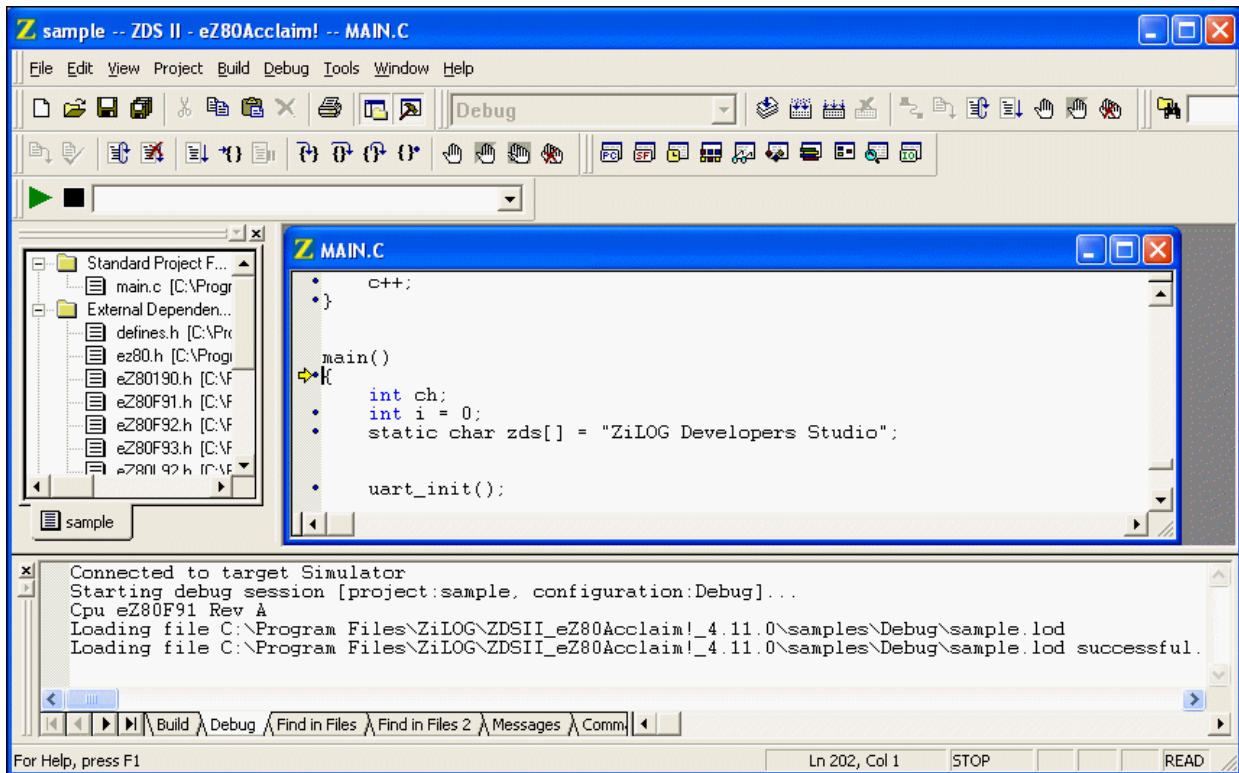 Z sample -- ZDS II - eZ80Acclaim! -- MAIN.C
File Edit View Project Build Debug Tools Window Help
Debug
PC SF IO
Standard Project F...
main.c [C:\Progr
External Dependen...
defines.h [C:\Pro
ez80.h [C:\Progr
eZ80190.h [C:\F
eZ80F91.h [C:\F
eZ80F92.h [C:\F
eZ80F93.h [C:\F
eZ80L92.h [C:\F
sample
Z MAIN.C
c++;
}
main()
{
int ch;
int i = 0;
static char zds[] = "ZiLOG Developers Studio";
uart_init();
Connected to target Simulator
Starting debug session [project:sample, configuration:Debug]...
Cpu eZ80F91 Rev A
Loading file C:\Program Files\ZiLOG\ZDSII_eZ80Acclaim!_4.11.0\samples\Debug\sample.lod
Loading file C:\Program Files\ZiLOG\ZDSII_eZ80Acclaim!_4.11.0\samples\Debug\sample.lod successful.
Build Debug Find in Files Find in Files 2 Messages Comm
For Help, press F1 Ln 202, Col 1 STOP READ